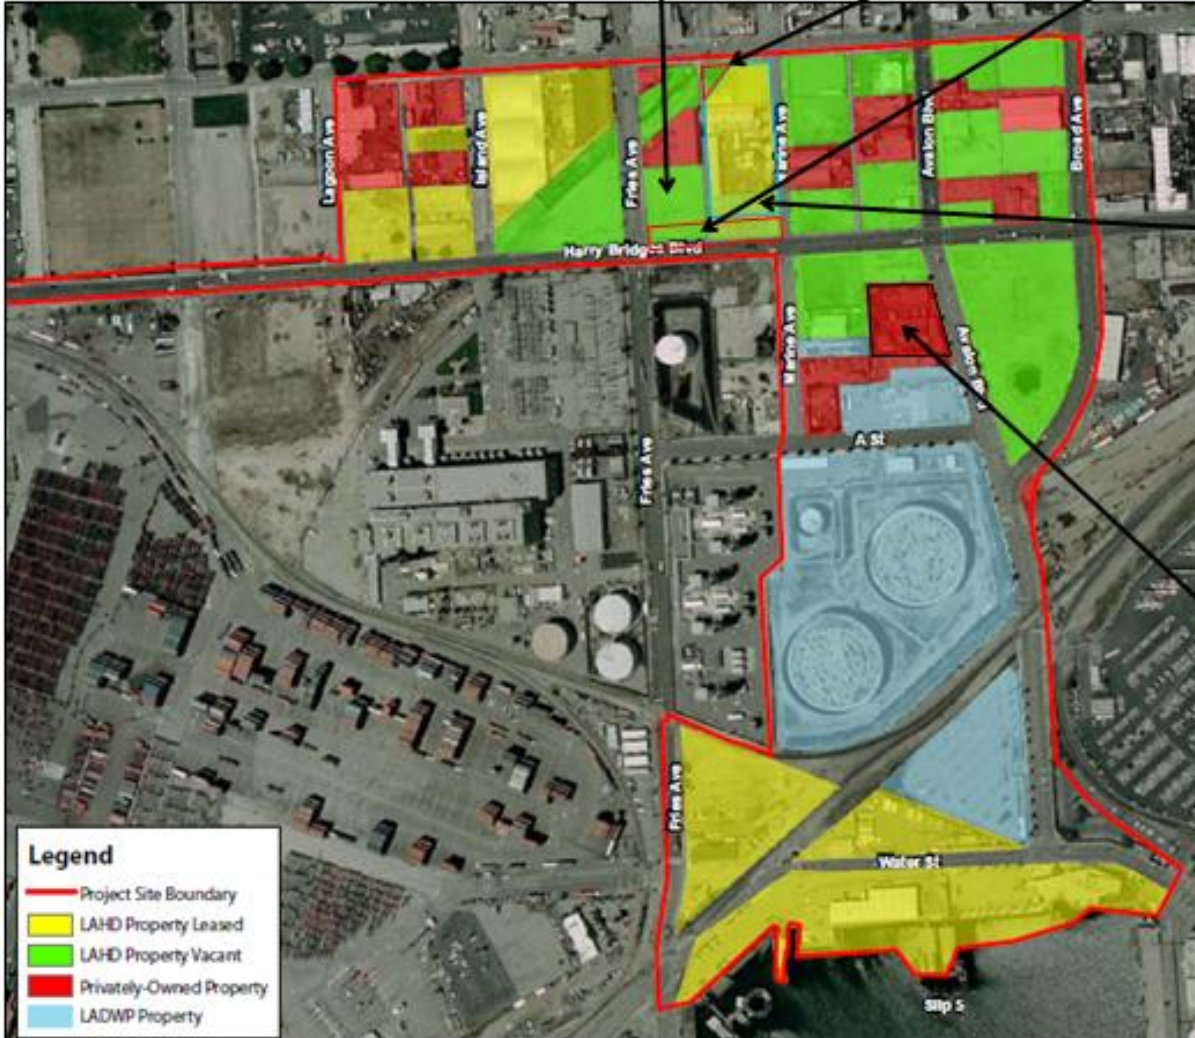 Lagoon Ave
Island Ave
Fries Ave
Marine Ave
Avalon Blvd
Broad Ave
Harry Bridges Blvd
Marine Ave
Avalon Blvd
Fries Ave
A St
Fries Ave
Water St
Slip 5
Legend
Project Site Boundary
LAHD Property Leased
LAHD Property Vacant
Privately-Owned Property
LADWP Property